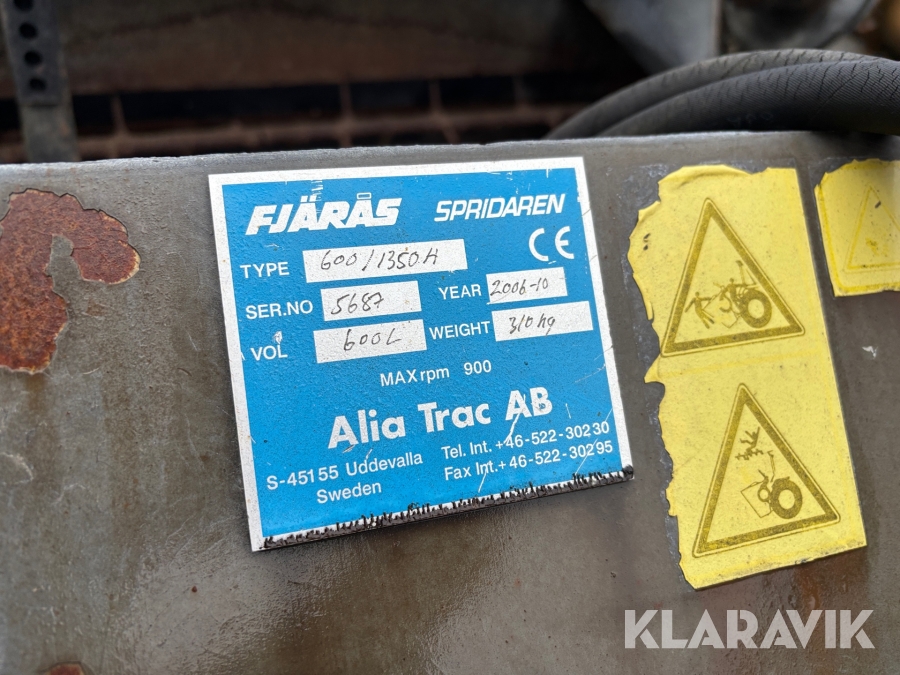 FJÄRÅS SPRIDAREN
CE
TYPE 600/1350H
SER.NO 5687 YEAR 2006-10
VOL 600L WEIGHT 310 kg
MAX rpm 900
Alia Trac AB
S-451 55 Uddevalla
Sweden
Tel. Int. +46-522-302 30
Fax Int. +46-522-302 95
KLARAVIK